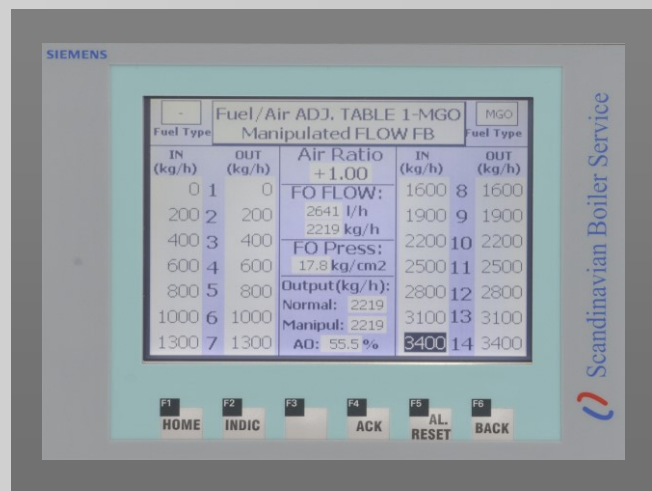 SIEMENS
- Fuel/Air ADJ. TABLE 1-MGO MGO
Fuel Type Manipulated FLOW FB Fuel Type
IN OUT Air Ratio IN OUT
(kg/h) (kg/h) +1.00 (kg/h) (kg/h)
0 1 0 FO FLOW: 1600 8 1600
200 2 200 2641 l/h 1900 9 1900
2219 kg/h
400 3 400 FO Press: 2200 10 2200
600 4 600 17.8 kg/cm2 2500 11 2500
800 5 800 Output(kg/h): 2800 12 2800
Normal: 2219
1000 6 1000 Manipul: 2219 3100 13 3100
1300 7 1300 AO: 55.5 % 3400 14 3400
F1 F2 F3 F4 F5 F6
HOME INDIC ACK AL. RESET BACK
Scandinavian Boiler Service